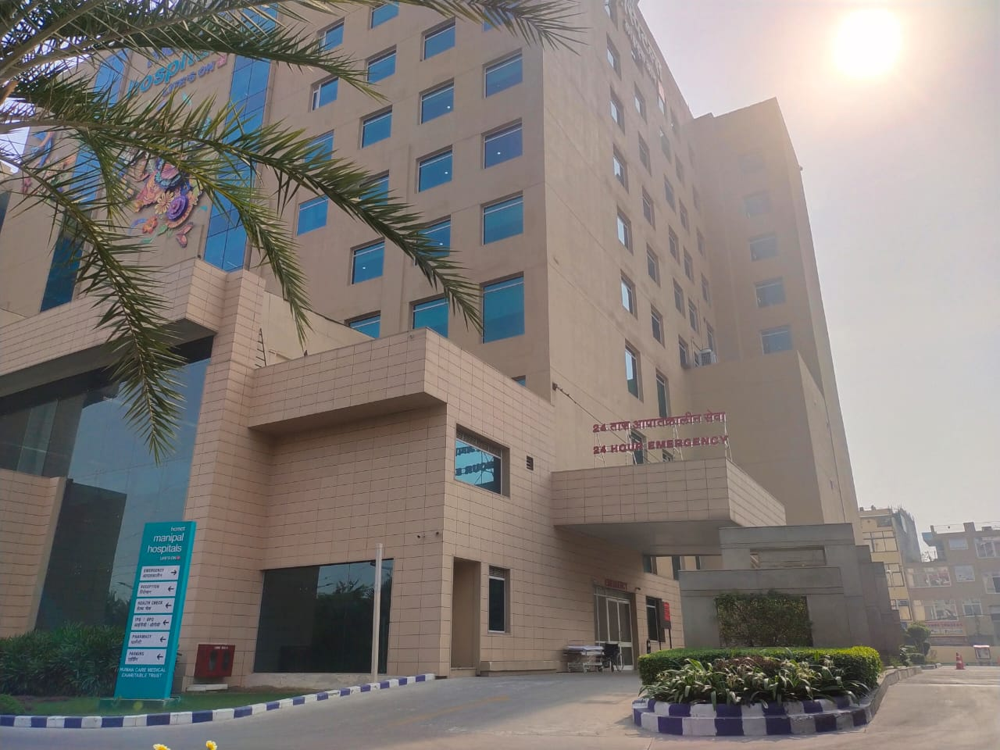 hospitals
LIFE'S ON
24 तास आपातकालीन सेवा
24 HOUR EMERGENCY
EMERGENCY
hcmct
manipal
hospitals
LIFE'S ON
EMERGENCY
आपातकालीन
RECEPTION
रिसेप्शन
HEALTH CHECK
हेल्थ चेक
IPD | OPD
आईपीडी | ओपीडी
PHARMACY
फार्मेसी
PARKING
पार्किंग
HUMAN CARE MEDICAL
CHARITABLE TRUST